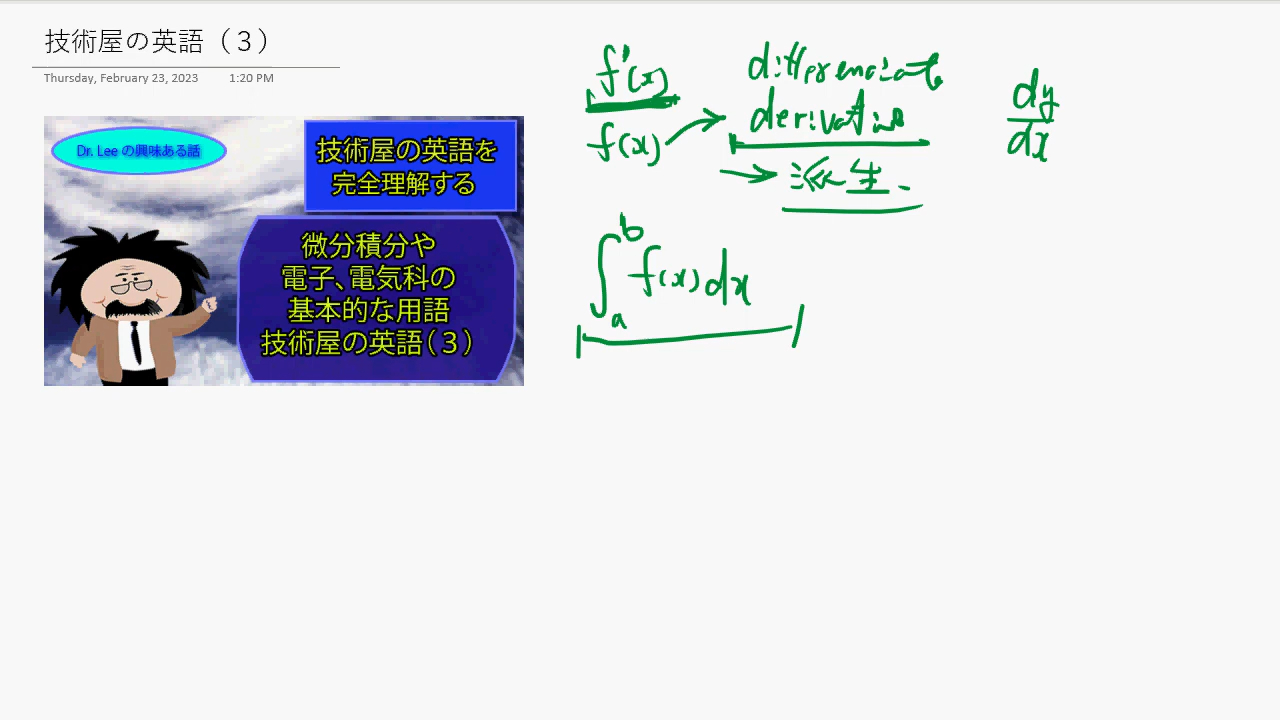 技術屋の英語（３）
Thursday, February 23, 2023 1:20 PM
Dr. Lee の興味ある話
技術屋の英語を
完全理解する
微分積分や
電子、電気科の
基本的な用語
技術屋の英語（３）
f'(x)
f(x)
differenciate
derivative
→ 派生.
dy/dx
∫_a^b f(x)dx